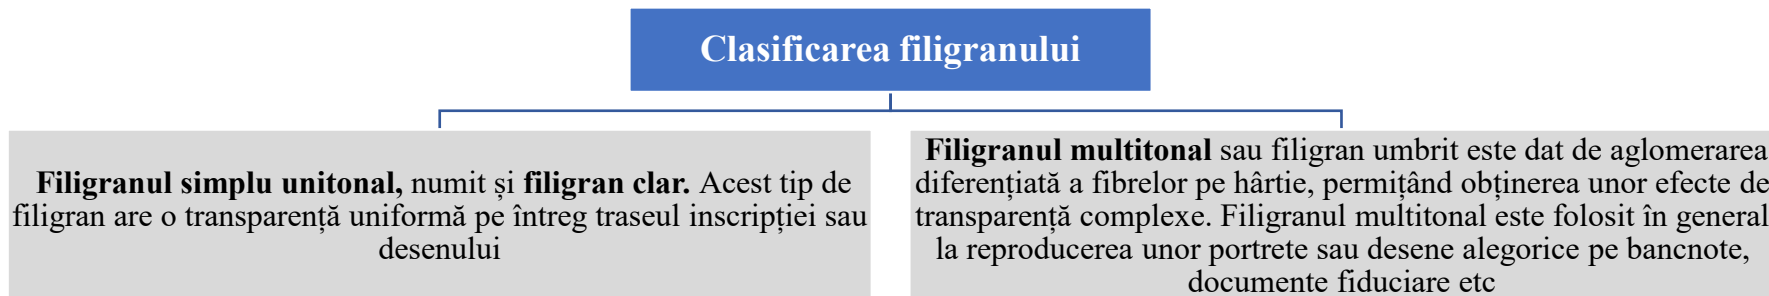 Clasificarea filigranului
Filigranul simplu unitonal, numit și filigran clar. Acest tip de
filigran are o transparență uniformă pe întreg traseul inscripției sau
desenului
Filigranul multitonal sau filigran umbrit este dat de aglomerarea
diferențiată a fibrelor pe hârtie, permițând obținerea unor efecte de
transparență complexe. Filigranul multitonal este folosit în general
la reproducerea unor portrete sau desene alegorice pe bancnote,
documente fiduciare etc